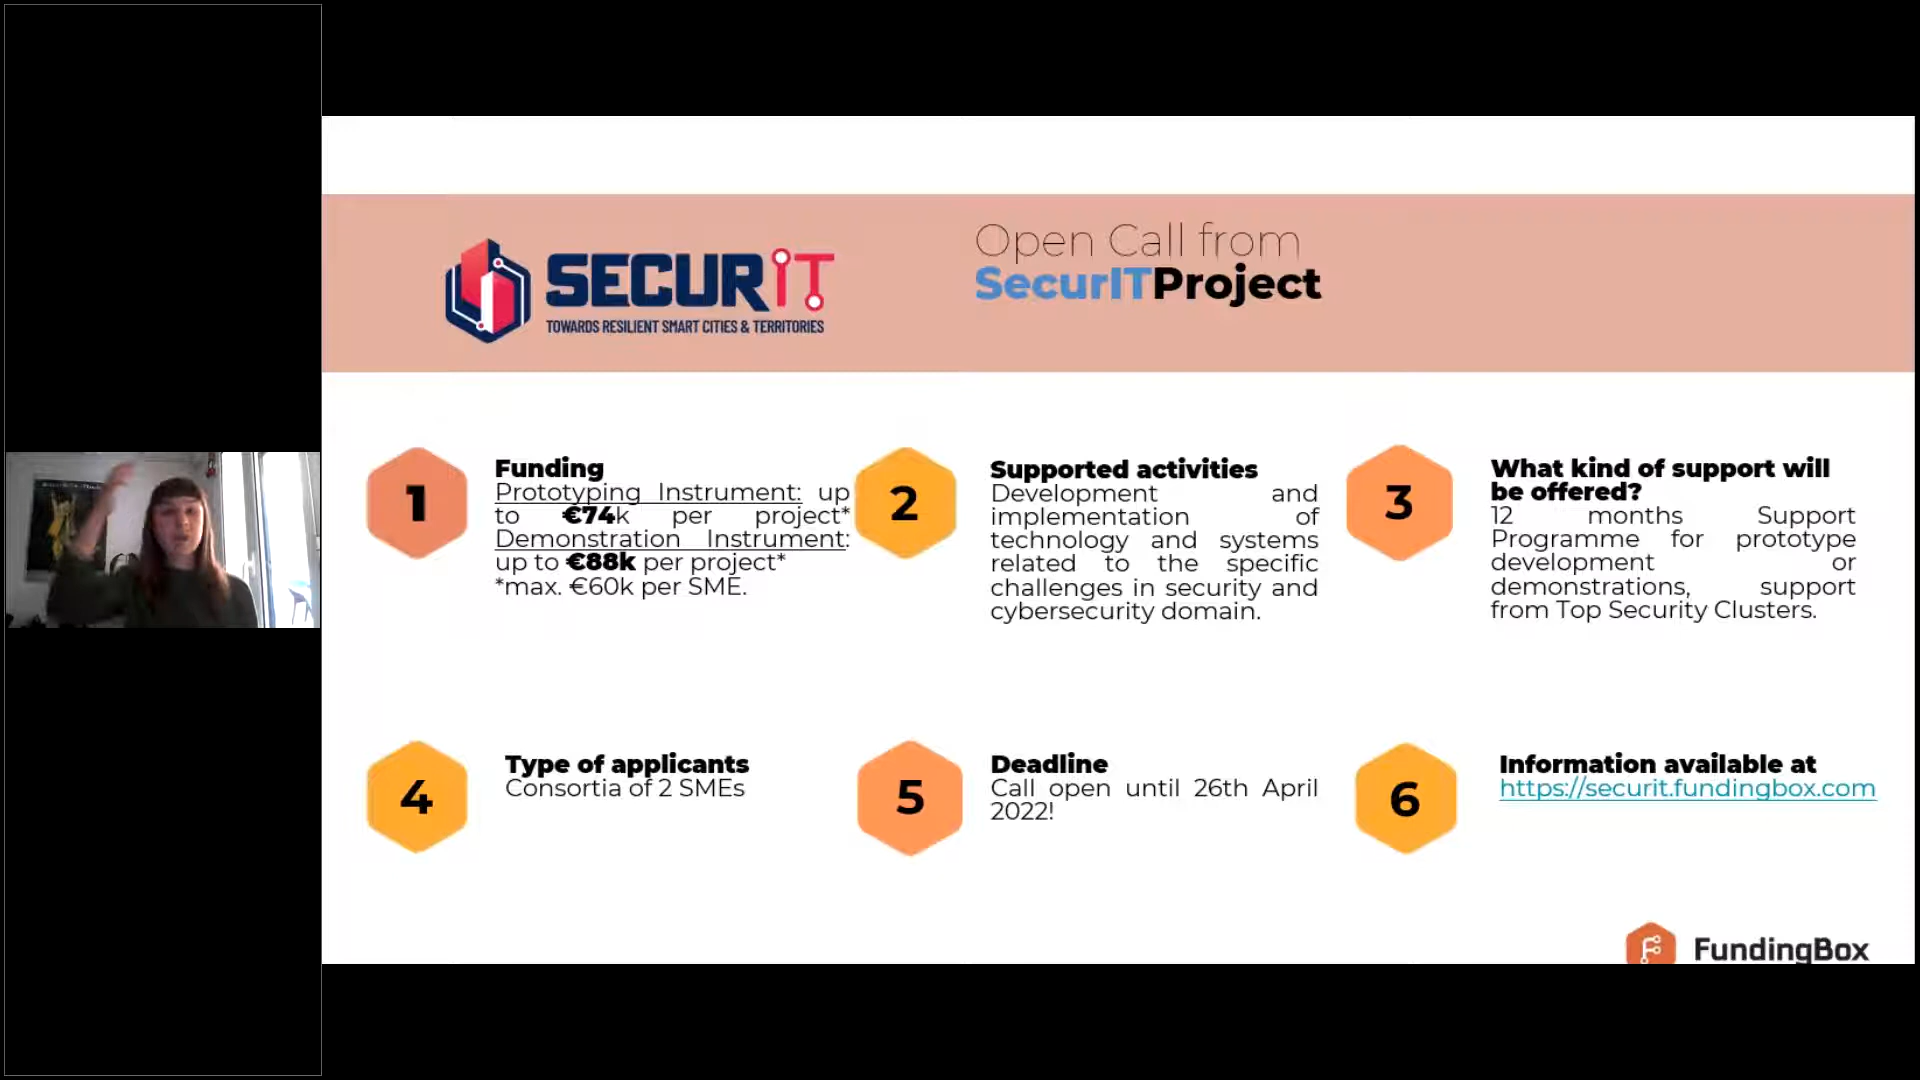 SECURIT
TOWARDS RESILIENT SMART CITIES & TERRITORIES
Open Call from
SecurITProject
1
Funding
Prototyping Instrument: up
to €74k per project*
Demonstration Instrument:
up to €88k per project*
*max. €60k per SME.
2
Supported activities
Development and
implementation of
technology and systems
related to the specific
challenges in security and
cybersecurity domain.
3
What kind of support will
be offered?
12 months Support
Programme for prototype
development or
demonstrations, support
from Top Security Clusters.
4
Type of applicants
Consortia of 2 SMEs
5
Deadline
Call open until 26th April
2022!
6
Information available at
https://securit.fundingbox.com
FundingBox